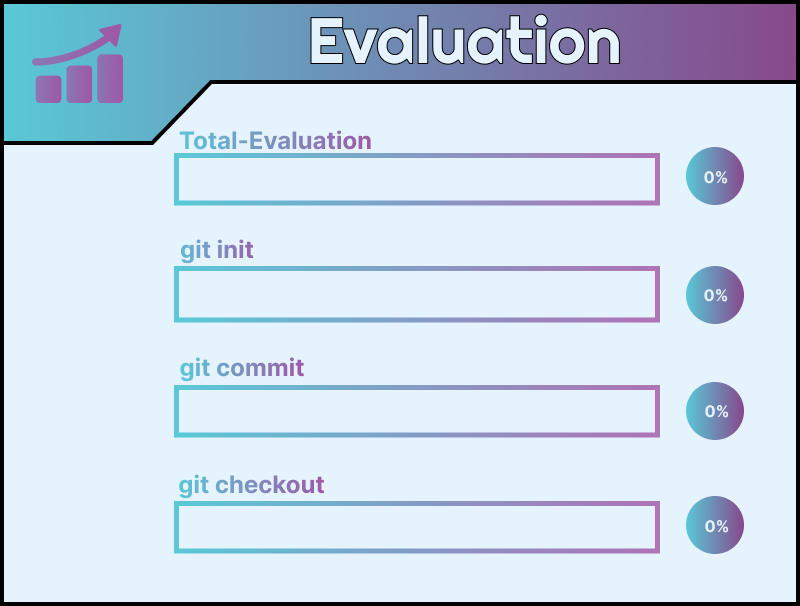 Evaluation
Total-Evaluation
0%
git init
0%
git commit
0%
git checkout
0%